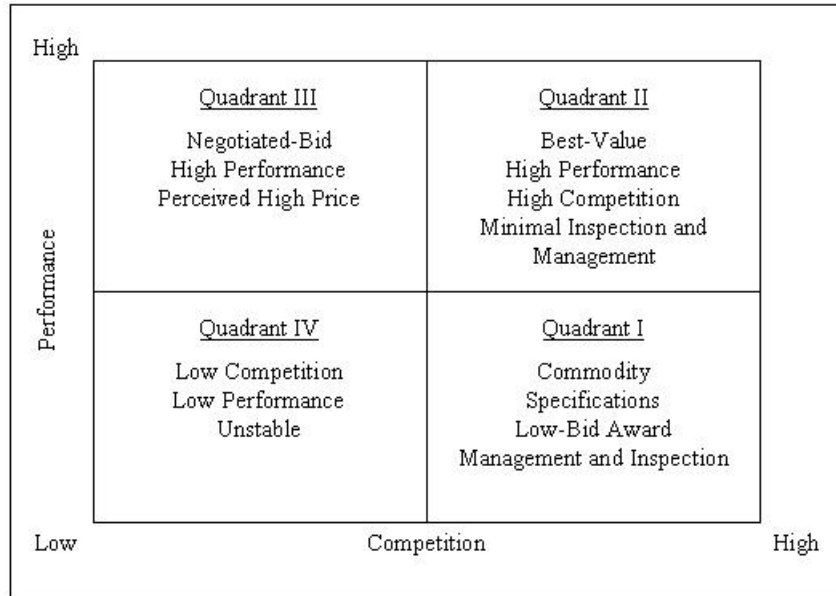 High
Quadrant III
Negotiated-Bid
High Performance
Perceived High Price
Quadrant II
Best-Value
High Performance
High Competition
Minimal Inspection and
Management
Performance
Quadrant IV
Low Competition
Low Performance
Unstable
Quadrant I
Commodity
Specifications
Low-Bid Award
Management and Inspection
Low
Competition
High